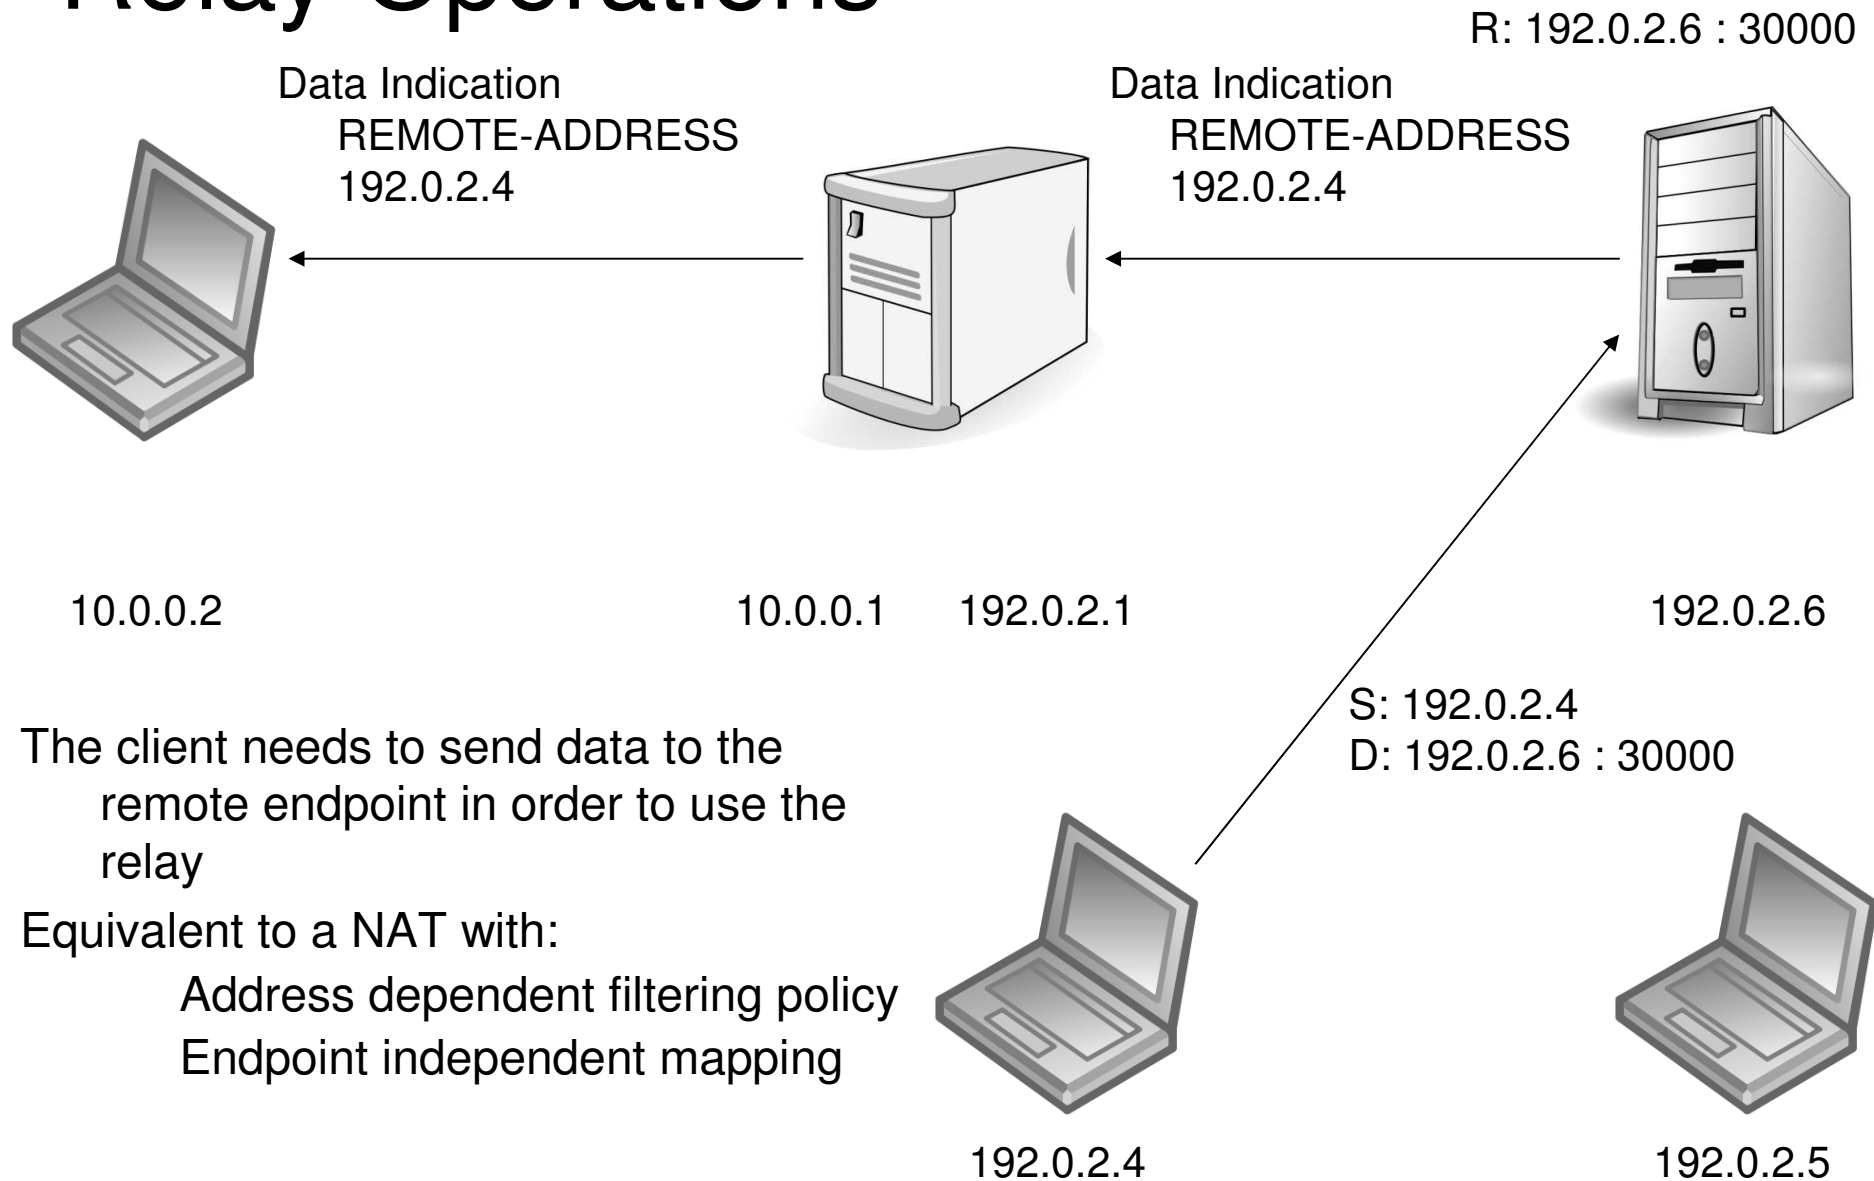 Relay Operations
R: 192.0.2.6 : 30000
Data Indication
REMOTE-ADDRESS
192.0.2.4
Data Indication
REMOTE-ADDRESS
192.0.2.4
10.0.0.2
10.0.0.1
192.0.2.1
192.0.2.6
S: 192.0.2.4
D: 192.0.2.6 : 30000
The client needs to send data to the
remote endpoint in order to use the
relay
Equivalent to a NAT with:
Address dependent filtering policy
Endpoint independent mapping
192.0.2.4
192.0.2.5